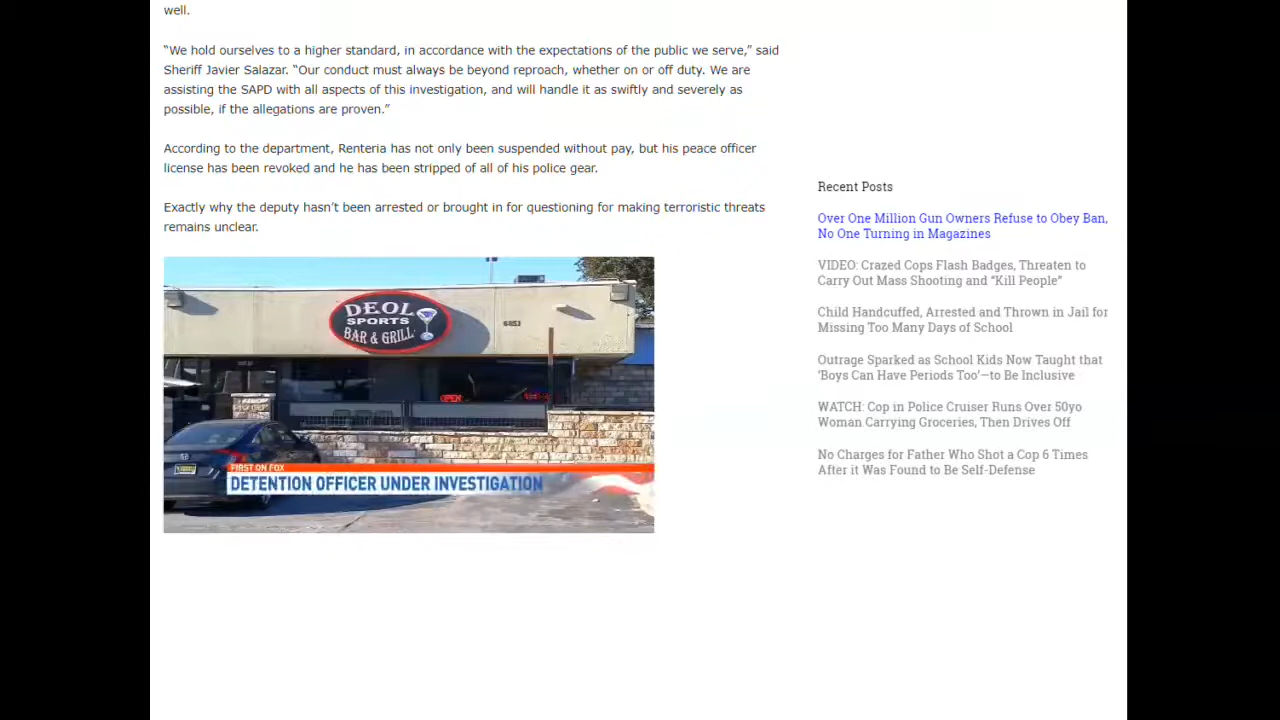 well.
“We hold ourselves to a higher standard, in accordance with the expectations of the public we serve,” said
Sheriff Javier Salazar. “Our conduct must always be beyond reproach, whether on or off duty. We are
assisting the SAPD with all aspects of this investigation, and will handle it as swiftly and severely as
possible, if the allegations are proven.”
According to the department, Renteria has not only been suspended without pay, but his peace officer
license has been revoked and he has been stripped of all of his police gear.
Exactly why the deputy hasn’t been arrested or brought in for questioning for making terroristic threats
remains unclear.
DEOL
SPORTS
BAR & GRILL
6853
OPEN
FIRST ON FOX
DETENTION OFFICER UNDER INVESTIGATION
Recent Posts
Over One Million Gun Owners Refuse to Obey Ban,
No One Turning in Magazines
VIDEO: Crazed Cops Flash Badges, Threaten to
Carry Out Mass Shooting and “Kill People”
Child Handcuffed, Arrested and Thrown in Jail for
Missing Too Many Days of School
Outrage Sparked as School Kids Now Taught that
‘Boys Can Have Periods Too’—to Be Inclusive
WATCH: Cop in Police Cruiser Runs Over 50yo
Woman Carrying Groceries, Then Drives Off
No Charges for Father Who Shot a Cop 6 Times
After it Was Found to Be Self-Defense